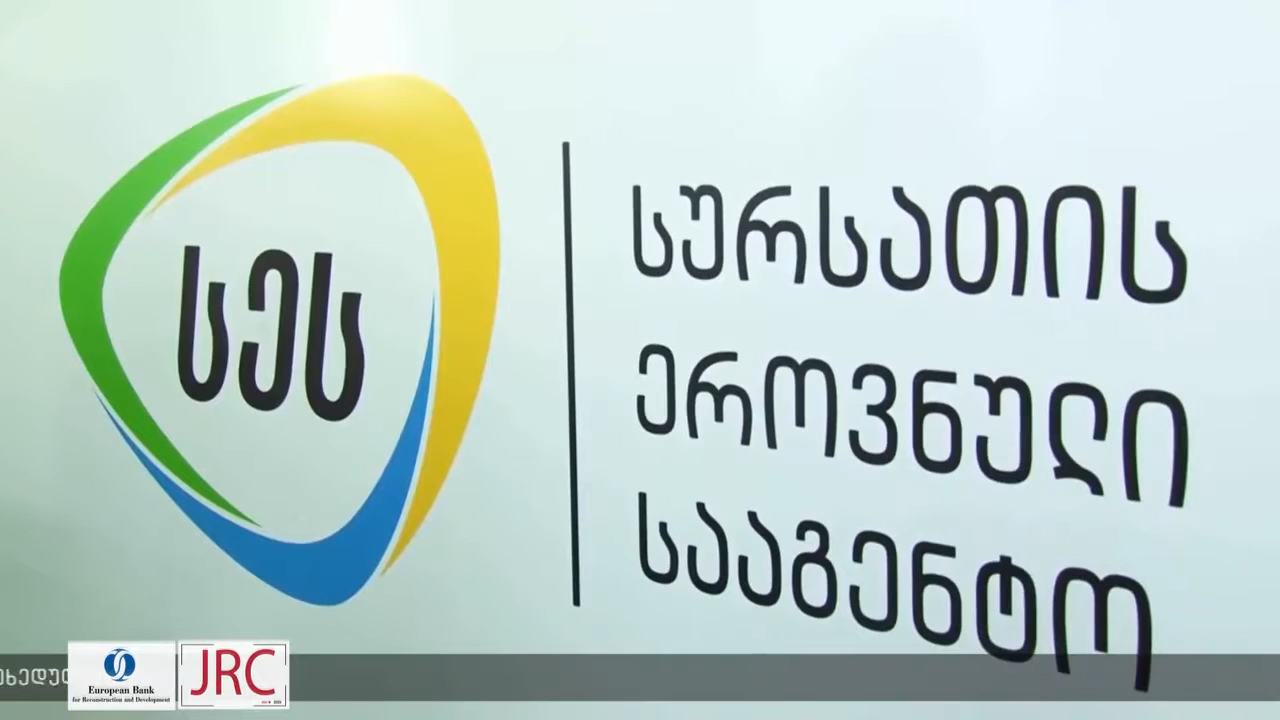 სეს
სურსათის
ეროვნული
სააგენტო
European Bank
for Reconstruction and Development
JRC